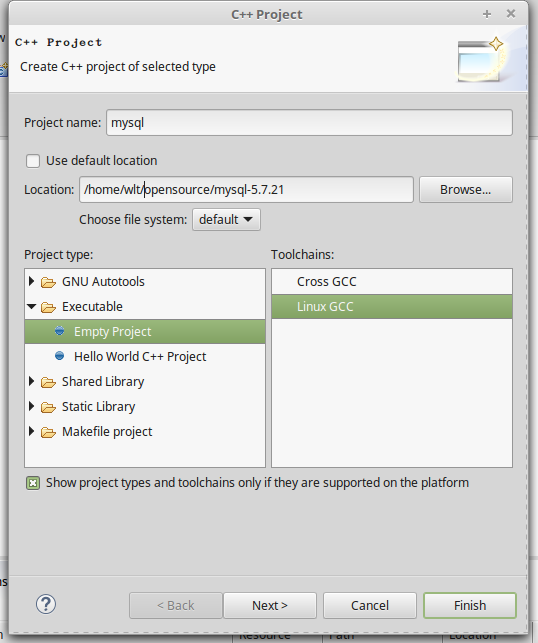 C++ Project
C++ Project
Create C++ project of selected type
Project name: mysql
Use default location
Location: /home/wlt/opensource/mysql-5.7.21 Browse...
Choose file system: default
Project type: Toolchains:
GNU Autotools Cross GCC
Executable Linux GCC
Empty Project
Hello World C++ Project
Shared Library
Static Library
Makefile project
Show project types and toolchains only if they are supported on the platform
? < Back Next > Cancel Finish
Resource Path Location